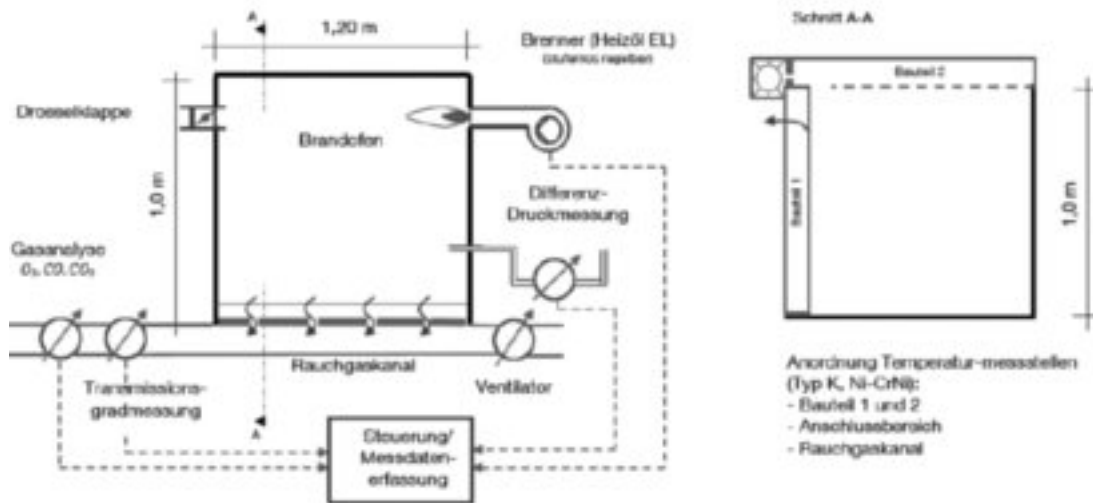 A
1,20 m
Brenner (Heizöl EL)
(stufenlos regelbar)
Drosselklappe
Brandofen
1,0 m
Differenz-
Druckmessung
Gasanalyse
O₂, CO, CO₂
Rauchgaskanal
Ventilator
Transmissions-
gradmessung
A
Steuerung/
Messdaten-
erfassung
Schnitt A-A
Bauteil 2
Bauteil 1
1,0 m
Anordnung Temperatur-messstellen
(Typ K, Ni-CrNi):
- Bauteil 1 und 2
- Anschlussbereich
- Rauchgaskanal